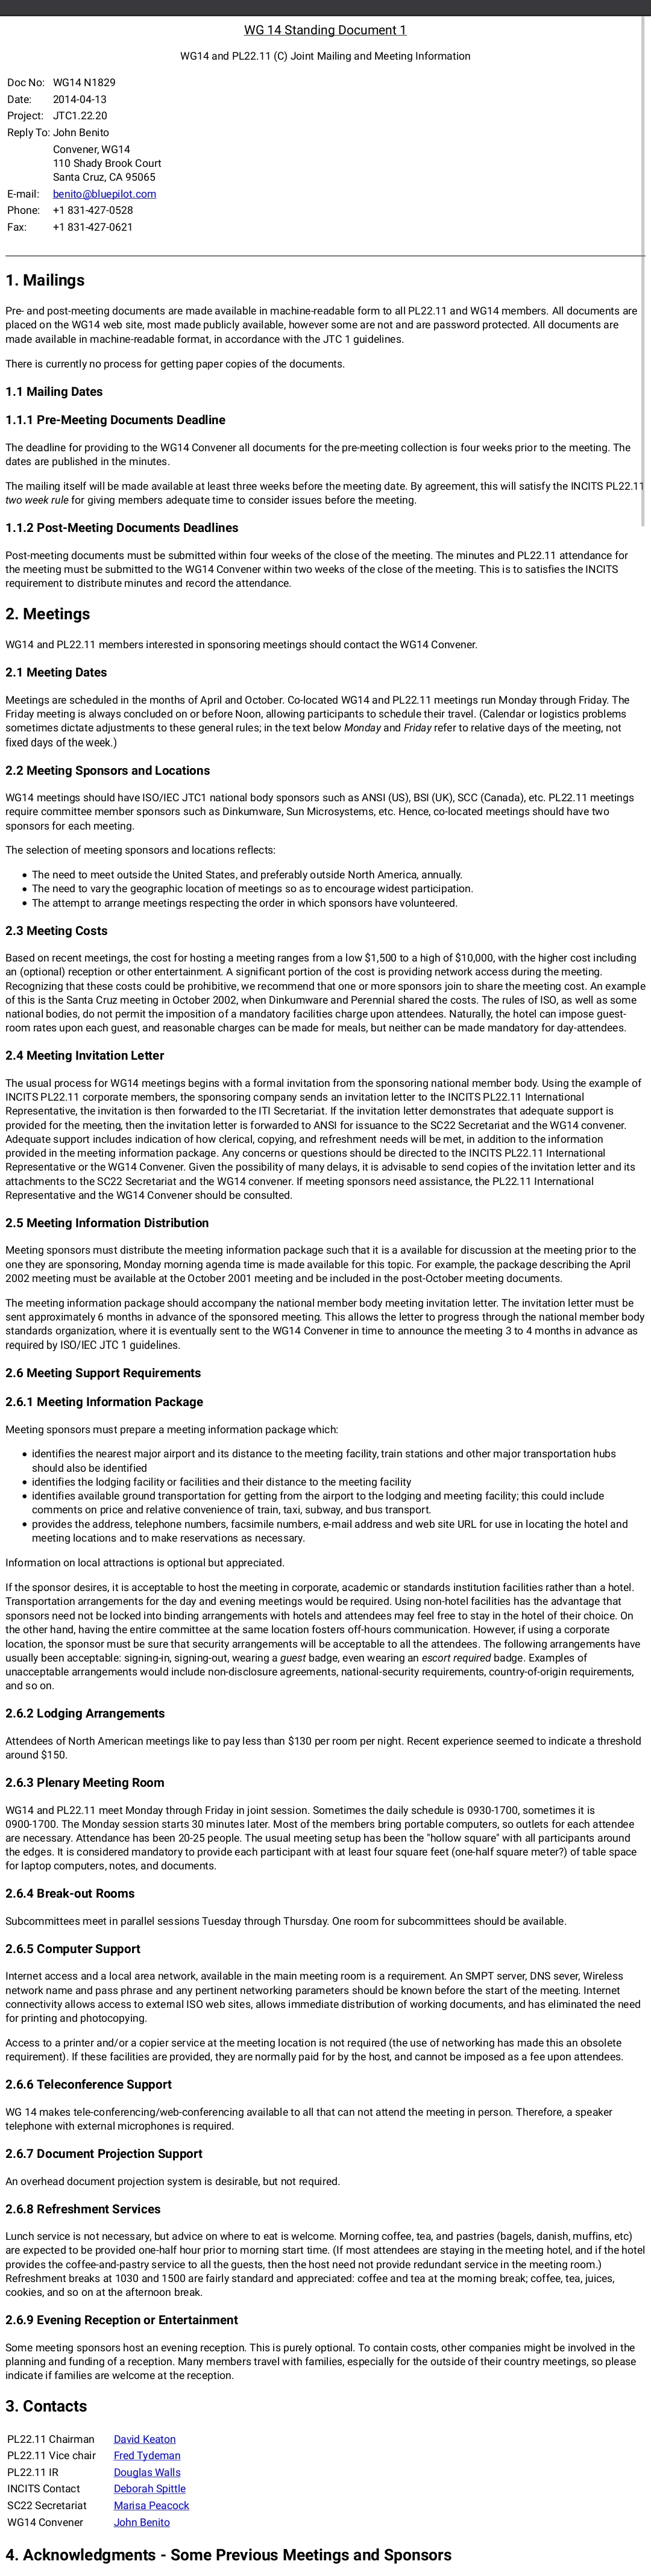 WG 14 Standing Document 1
WG14 and PL22.11 (C) Joint Mailing and Meeting Information
Doc No: WG14 N1829
Date: 2014-04-13
Project: JTC1.22.20
Reply To: John Benito
Convener, WG14
110 Shady Brook Court
Santa Cruz, CA 95065
E-mail: benito@bluepilot.com
Phone: +1 831-427-0528
Fax: +1 831-427-0621
1. Mailings
Pre- and post-meeting documents are made available in machine-readable form to all PL22.11 and WG14 members. All documents are
placed on the WG14 web site, most made publicly available, however some are not and are password protected. All documents are
made available in machine-readable format, in accordance with the JTC 1 guidelines.
There is currently no process for getting paper copies of the documents.
1.1 Mailing Dates
1.1.1 Pre-Meeting Documents Deadline
The deadline for providing to the WG14 Convener all documents for the pre-meeting collection is four weeks prior to the meeting. The
dates are published in the minutes.
The mailing itself will be made available at least three weeks before the meeting date. By agreement, this will satisfy the INCITS PL22.11
two week rule for giving members adequate time to consider issues before the meeting.
1.1.2 Post-Meeting Documents Deadlines
Post-meeting documents must be submitted within four weeks of the close of the meeting. The minutes and PL22.11 attendance for
the meeting must be submitted to the WG14 Convener within two weeks of the close of the meeting. This is to satisfies the INCITS
requirement to distribute minutes and record the attendance.
2. Meetings
WG14 and PL22.11 members interested in sponsoring meetings should contact the WG14 Convener.
2.1 Meeting Dates
Meetings are scheduled in the months of April and October. Co-located WG14 and PL22.11 meetings run Monday through Friday. The
Friday meeting is always concluded on or before Noon, allowing participants to schedule their travel. (Calendar or logistics problems
sometimes dictate adjustments to these general rules; in the text below Monday and Friday refer to relative days of the meeting, not
fixed days of the week.)
2.2 Meeting Sponsors and Locations
WG14 meetings should have ISO/IEC JTC1 national body sponsors such as ANSI (US), BSI (UK), SCC (Canada), etc. PL22.11 meetings
require committee member sponsors such as Dinkumware, Sun Microsystems, etc. Hence, co-located meetings should have two
sponsors for each meeting.
The selection of meeting sponsors and locations reflects:
• The need to meet outside the United States, and preferably outside North America, annually.
• The need to vary the geographic location of meetings so as to encourage widest participation.
• The attempt to arrange meetings respecting the order in which sponsors have volunteered.
2.3 Meeting Costs
Based on recent meetings, the cost for hosting a meeting ranges from a low $1,500 to a high of $10,000, with the higher cost including
an (optional) reception or other entertainment. A significant portion of the cost is providing network access during the meeting.
Recognizing that these costs could be prohibitive, we recommend that one or more sponsors join to share the meeting cost. An example
of this is the Santa Cruz meeting in October 2002, when Dinkumware and Perennial shared the costs. The rules of ISO, as well as some
national bodies, do not permit the imposition of a mandatory facilities charge upon attendees. Naturally, the hotel can impose guest-
room rates upon each guest, and reasonable charges can be made for meals, but neither can be made mandatory for day-attendees.
2.4 Meeting Invitation Letter
The usual process for WG14 meetings begins with a formal invitation from the sponsoring national member body. Using the example of
INCITS PL22.11 corporate members, the sponsoring company sends an invitation letter to the INCITS PL22.11 International
Representative, the invitation is then forwarded to the ITI Secretariat. If the invitation letter demonstrates that adequate support is
provided for the meeting, then the invitation letter is forwarded to ANSI for issuance to the SC22 Secretariat and the WG14 convener.
Adequate support includes indication of how clerical, copying, and refreshment needs will be met, in addition to the information
provided in the meeting information package. Any concerns or questions should be directed to the INCITS PL22.11 International
Representative or the WG14 Convener. Given the possibility of many delays, it is advisable to send copies of the invitation letter and its
attachments to the SC22 Secretariat and the WG14 convener. If meeting sponsors need assistance, the PL22.11 International
Representative and the WG14 Convener should be consulted.
2.5 Meeting Information Distribution
Meeting sponsors must distribute the meeting information package such that it is a available for discussion at the meeting prior to the
one they are sponsoring, Monday morning agenda time is made available for this topic. For example, the package describing the April
2002 meeting must be available at the October 2001 meeting and be included in the post-October meeting documents.
The meeting information package should accompany the national member body meeting invitation letter. The invitation letter must be
sent approximately 6 months in advance of the sponsored meeting. This allows the letter to progress through the national member body
standards organization, where it is eventually sent to the WG14 Convener in time to announce the meeting 3 to 4 months in advance as
required by ISO/IEC JTC 1 guidelines.
2.6 Meeting Support Requirements
2.6.1 Meeting Information Package
Meeting sponsors must prepare a meeting information package which:
• identifies the nearest major airport and its distance to the meeting facility, train stations and other major transportation hubs
should also be identified
• identifies the lodging facility or facilities and their distance to the meeting facility
• identifies available ground transportation for getting from the airport to the lodging and meeting facility; this could include
comments on price and relative convenience of train, taxi, subway, and bus transport.
• provides the address, telephone numbers, facsimile numbers, e-mail address and web site URL for use in locating the hotel and
meeting locations and to make reservations as necessary.
Information on local attractions is optional but appreciated.
If the sponsor desires, it is acceptable to host the meeting in corporate, academic or standards institution facilities rather than a hotel.
Transportation arrangements for the day and evening meetings would be required. Using non-hotel facilities has the advantage that
sponsors need not be locked into binding arrangements with hotels and attendees may feel free to stay in the hotel of their choice. On
the other hand, having the entire committee at the same location fosters off-hours communication. However, if using a corporate
location, the sponsor must be sure that security arrangements will be acceptable to all the attendees. The following arrangements have
usually been acceptable: signing-in, signing-out, wearing a guest badge, even wearing an escort required badge. Examples of
unacceptable arrangements would include non-disclosure agreements, national-security requirements, country-of-origin requirements,
and so on.
2.6.2 Lodging Arrangements
Attendees of North American meetings like to pay less than $130 per room per night. Recent experience seemed to indicate a threshold
around $150.
2.6.3 Plenary Meeting Room
WG14 and PL22.11 meet Monday through Friday in joint session. Sometimes the daily schedule is 0930-1700, sometimes it is
0900-1700. The Monday session starts 30 minutes later. Most of the members bring portable computers, so outlets for each attendee
are necessary. Attendance has been 20-25 people. The usual meeting setup has been the "hollow square" with all participants around
the edges. It is considered mandatory to provide each participant with at least four square feet (one-half square meter?) of table space
for laptop computers, notes, and documents.
2.6.4 Break-out Rooms
Subcommittees meet in parallel sessions Tuesday through Thursday. One room for subcommittees should be available.
2.6.5 Computer Support
Internet access and a local area network, available in the main meeting room is a requirement. An SMPT server, DNS sever, Wireless
network name and pass phrase and any pertinent networking parameters should be known before the start of the meeting. Internet
connectivity allows access to external ISO web sites, allows immediate distribution of working documents, and has eliminated the need
for printing and photocopying.
Access to a printer and/or a copier service at the meeting location is not required (the use of networking has made this an obsolete
requirement). If these facilities are provided, they are normally paid for by the host, and cannot be imposed as a fee upon attendees.
2.6.6 Teleconference Support
WG 14 makes tele-conferencing/web-conferencing available to all that can not attend the meeting in person. Therefore, a speaker
telephone with external microphones is required.
2.6.7 Document Projection Support
An overhead document projection system is desirable, but not required.
2.6.8 Refreshment Services
Lunch service is not necessary, but advice on where to eat is welcome. Morning coffee, tea, and pastries (bagels, danish, muffins, etc)
are expected to be provided one-half hour prior to morning start time. (If most attendees are staying in the meeting hotel, and if the hotel
provides the coffee-and-pastry service to all the guests, then the host need not provide redundant service in the meeting room.)
Refreshment breaks at 1030 and 1500 are fairly standard and appreciated: coffee and tea at the morning break; coffee, tea, juices,
cookies, and so on at the afternoon break.
2.6.9 Evening Reception or Entertainment
Some meeting sponsors host an evening reception. This is purely optional. To contain costs, other companies might be involved in the
planning and funding of a reception. Many members travel with families, especially for the outside of their country meetings, so please
indicate if families are welcome at the reception.
3. Contacts
PL22.11 Chairman David Keaton
PL22.11 Vice chair Fred Tydeman
PL22.11 IR Douglas Walls
INCITS Contact Deborah Spittle
SC22 Secretariat Marisa Peacock
WG14 Convener John Benito
4. Acknowledgments - Some Previous Meetings and Sponsors